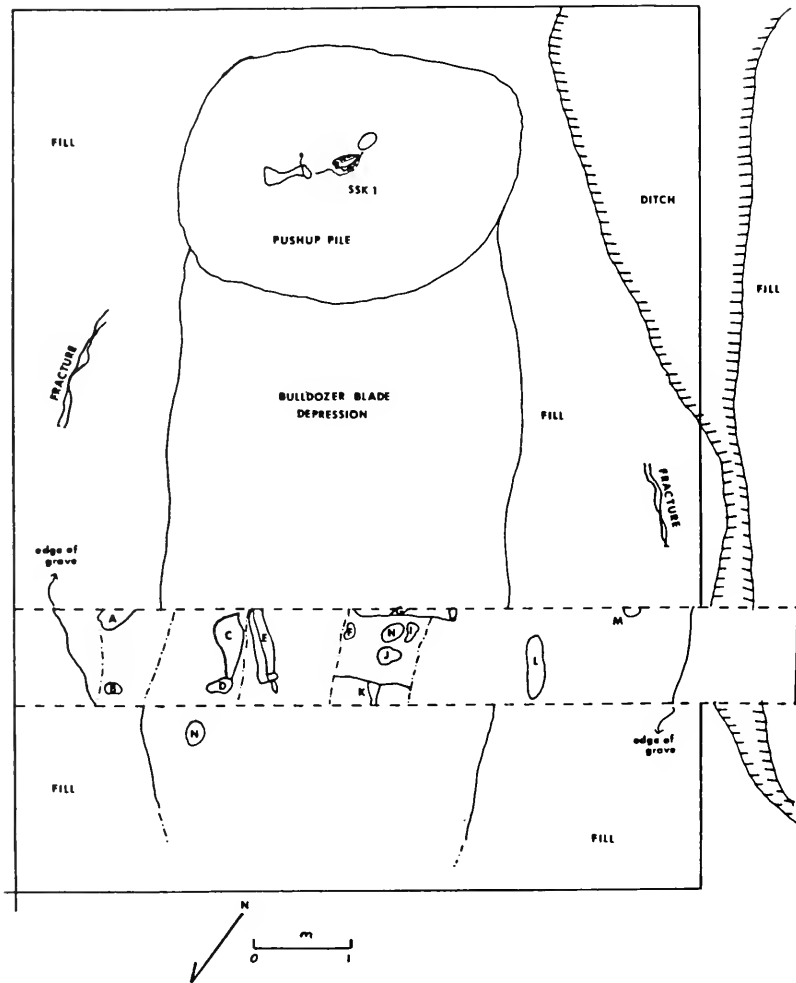 FILL
SSK 1
DITCH
PUSHUP PILE
FILL
FRACTURE
BULLDOZER BLADE
DEPRESSION
FILL
FRACTURE
edge of
grave
A
C
E
F
N
I
M
J
L
B
D
K
N
edge of
grave
FILL
FILL
N
m
0 1